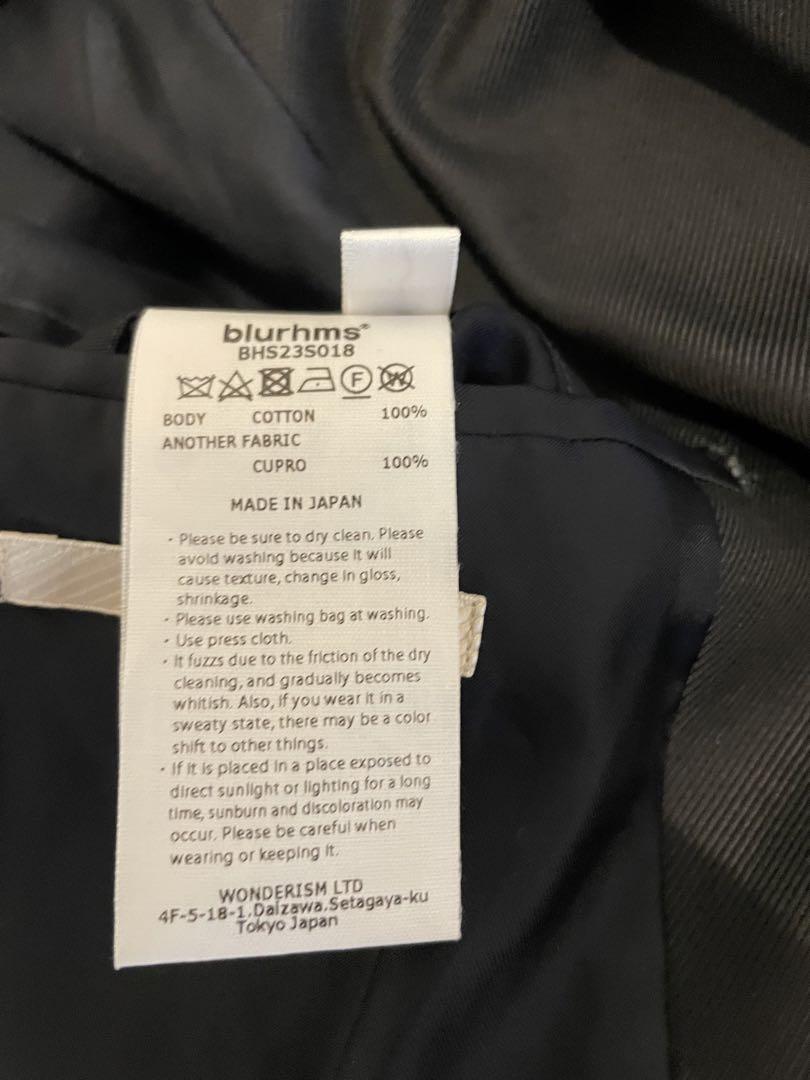 blurhms®
BHS23S018
F W
BODY COTTON 100%
ANOTHER FABRIC
CUPRO 100%
MADE IN JAPAN
・Please be sure to dry clean. Please
avoid washing because it will
cause texture, change in gloss,
shrinkage.
・Please use washing bag at washing.
・Use press cloth.
・It fuzzs due to the friction of the dry
cleaning, and gradually becomes
whitish. Also, if you wear it in a
sweaty state, there may be a color
shift to other things.
・If it is placed in a place exposed to
direct sunlight or lighting for a long
time, sunburn and discoloration may
occur. Please be careful when
wearing or keeping it.
WONDERISM LTD
4F-5-18-1,Daizawa,Setagaya-ku
Tokyo Japan